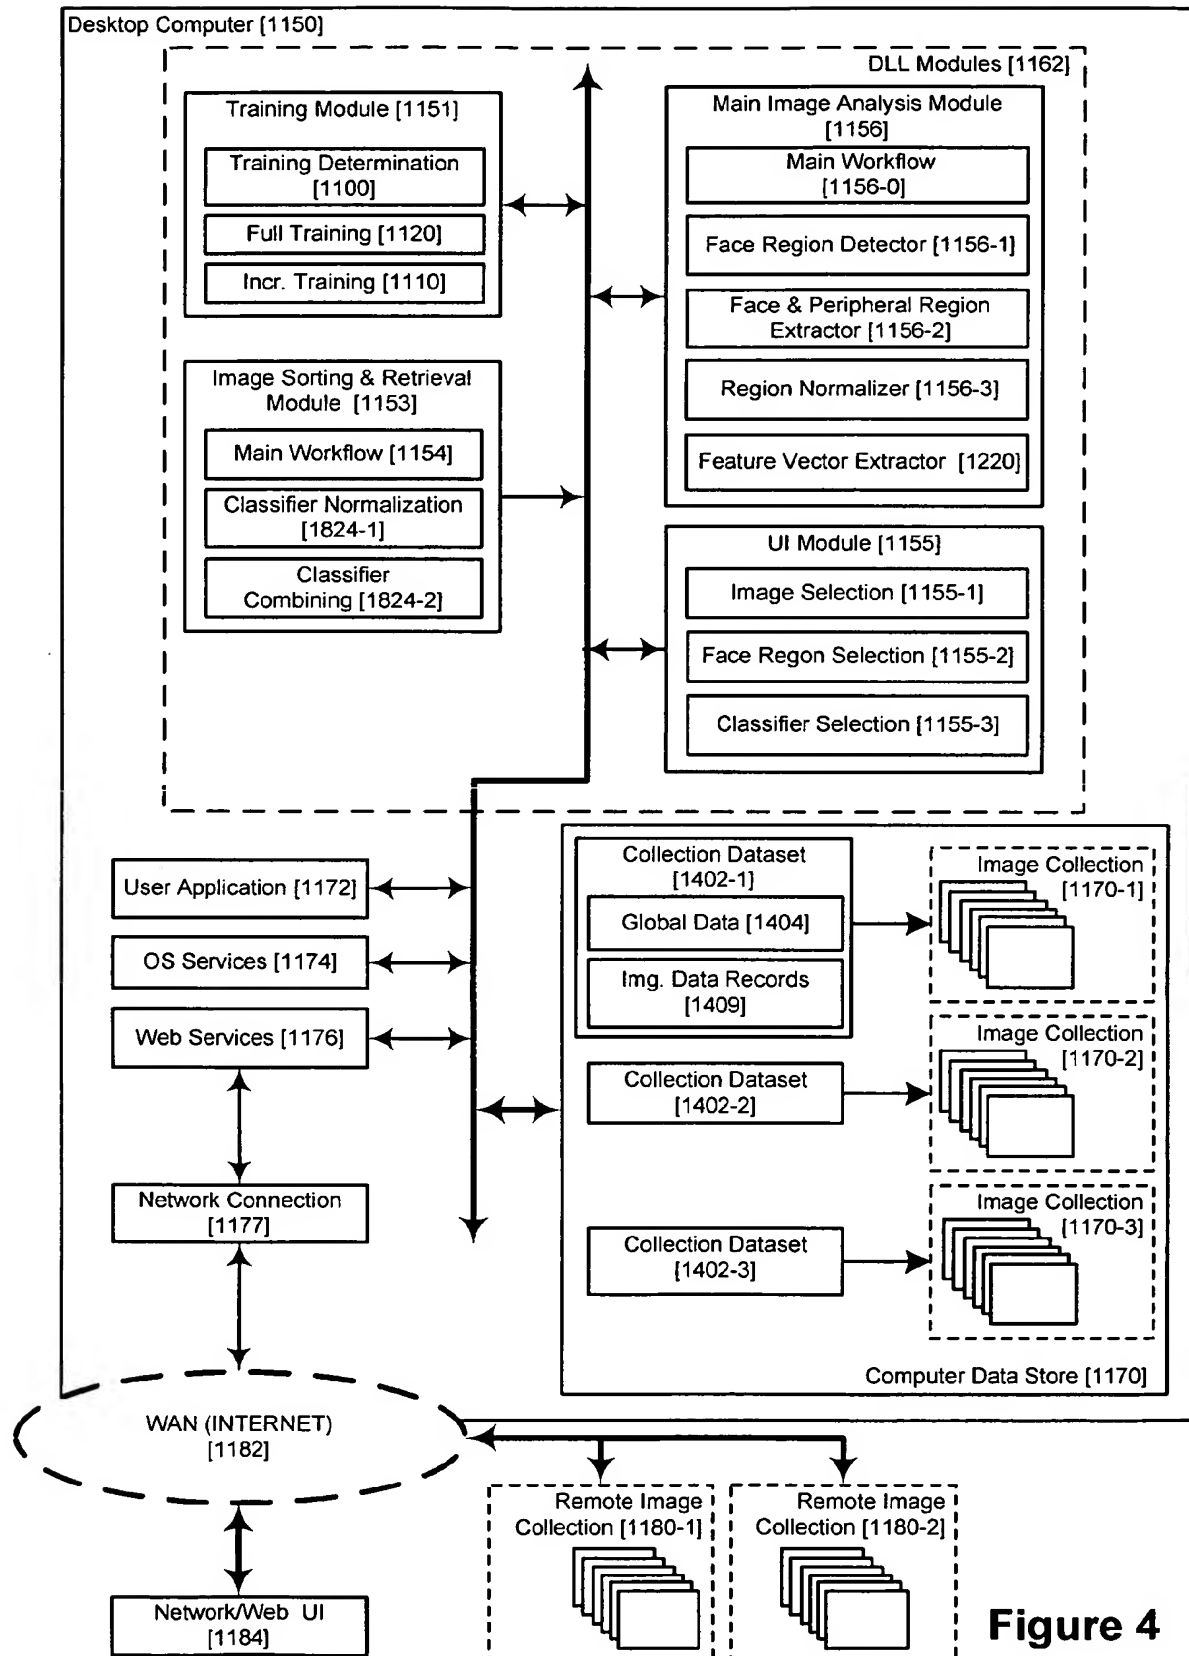 Desktop Computer [1150]
DLL Modules [1162]
Training Module [1151]
Training Determination
[1100]
Full Training [1120]
Incr. Training [1110]
Main Image Analysis Module
[1156]
Main Workflow
[1156-0]
Face Region Detector [1156-1]
Face & Peripheral Region
Extractor [1156-2]
Region Normalizer [1156-3]
Feature Vector Extractor [1220]
Image Sorting & Retrieval
Module [1153]
Main Workflow [1154]
Classifier Normalization
[1824-1]
Classifier
Combining [1824-2]
UI Module [1155]
Image Selection [1155-1]
Face Regon Selection [1155-2]
Classifier Selection [1155-3]
User Application [1172]
OS Services [1174]
Web Services [1176]
Network Connection
[1177]
Collection Dataset
[1402-1]
Global Data [1404]
Img. Data Records
[1409]
Image Collection
[1170-1]
Collection Dataset
[1402-2]
Image Collection
[1170-2]
Collection Dataset
[1402-3]
Image Collection
[1170-3]
Computer Data Store [1170]
WAN (INTERNET)
[1182]
Remote Image
Collection [1180-1]
Remote Image
Collection [1180-2]
Network/Web UI
[1184]
Figure 4